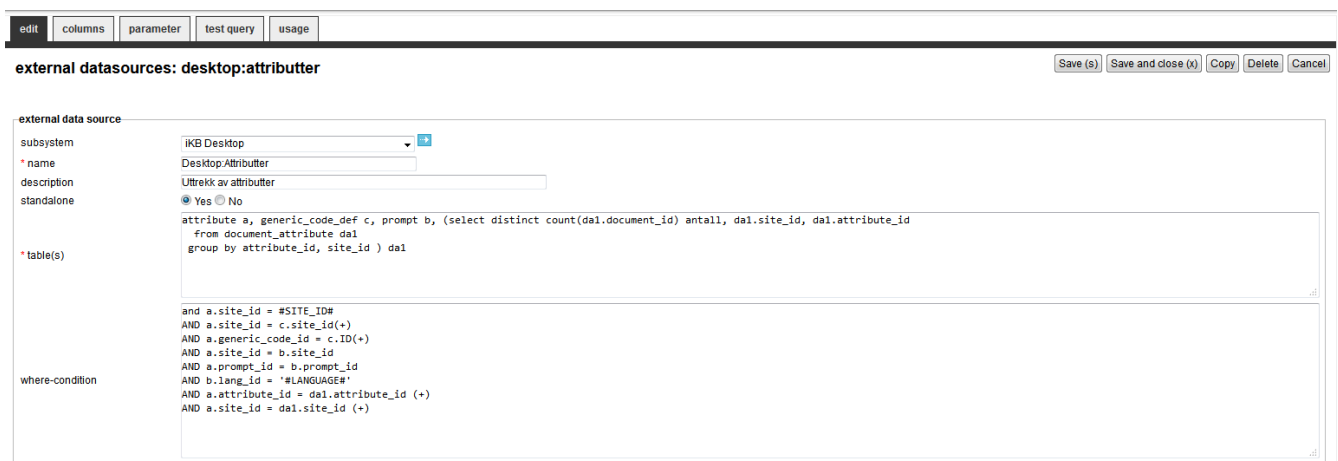 edit columns parameter test query usage
external datasources: desktop:attributter
Save (s) Save and close (x) Copy Delete Cancel
external data source
subsystem iKB Desktop
* name Desktop:Attributter
description Uttrekk av attributter
standalone Yes No
* table(s)
attribute a, generic_code_def c, prompt b, (select distinct count(da1.document_id) antall, da1.site_id, da1.attribute_id
from document_attribute da1
group by attribute_id, site_id ) da1
where-condition
and a.site_id = #SITE_ID#
AND a.site_id = c.site_id(+)
AND a.generic_code_id = c.ID(+)
AND a.site_id = b.site_id
AND a.prompt_id = b.prompt_id
AND b.lang_id = '#LANGUAGE#'
AND a.attribute_id = da1.attribute_id (+)
AND a.site_id = da1.site_id (+)